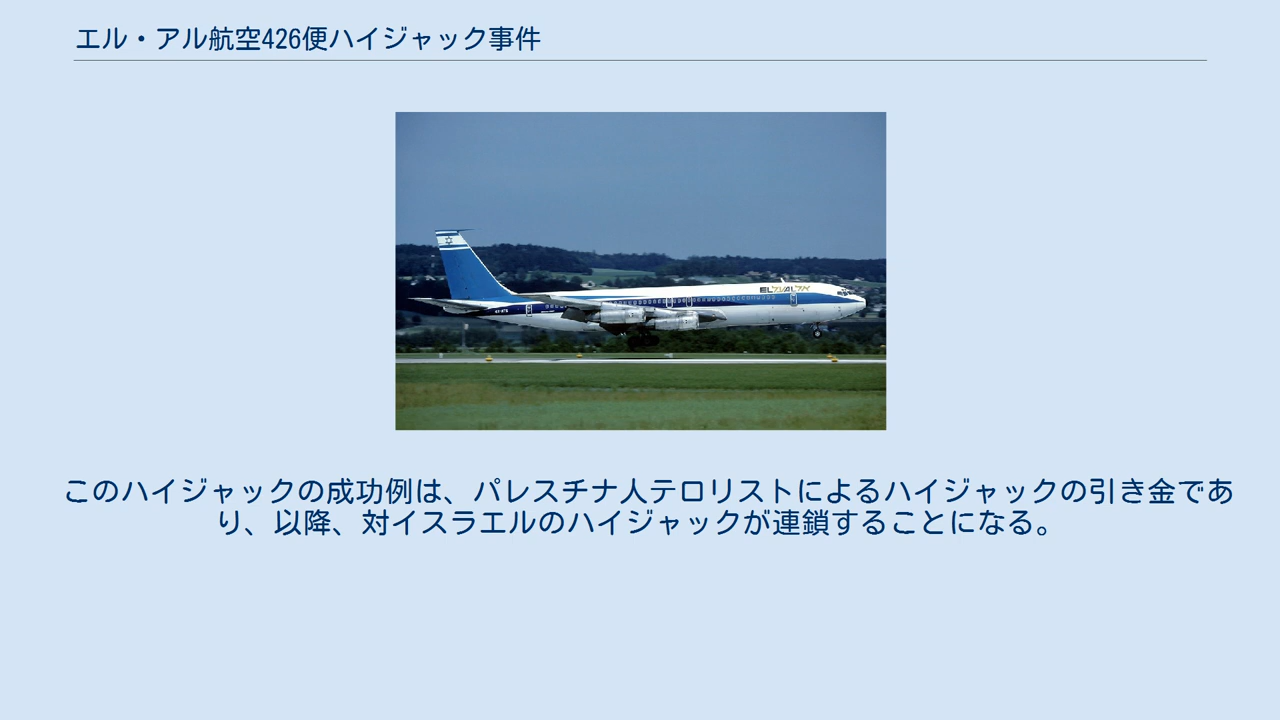 エル・アル航空426便ハイジャック事件
EL AL אל על
このハイジャックの成功例は、パレスチナ人テロリストによるハイジャックの引き金であ
り、以降、対イスラエルのハイジャックが連鎖することになる。